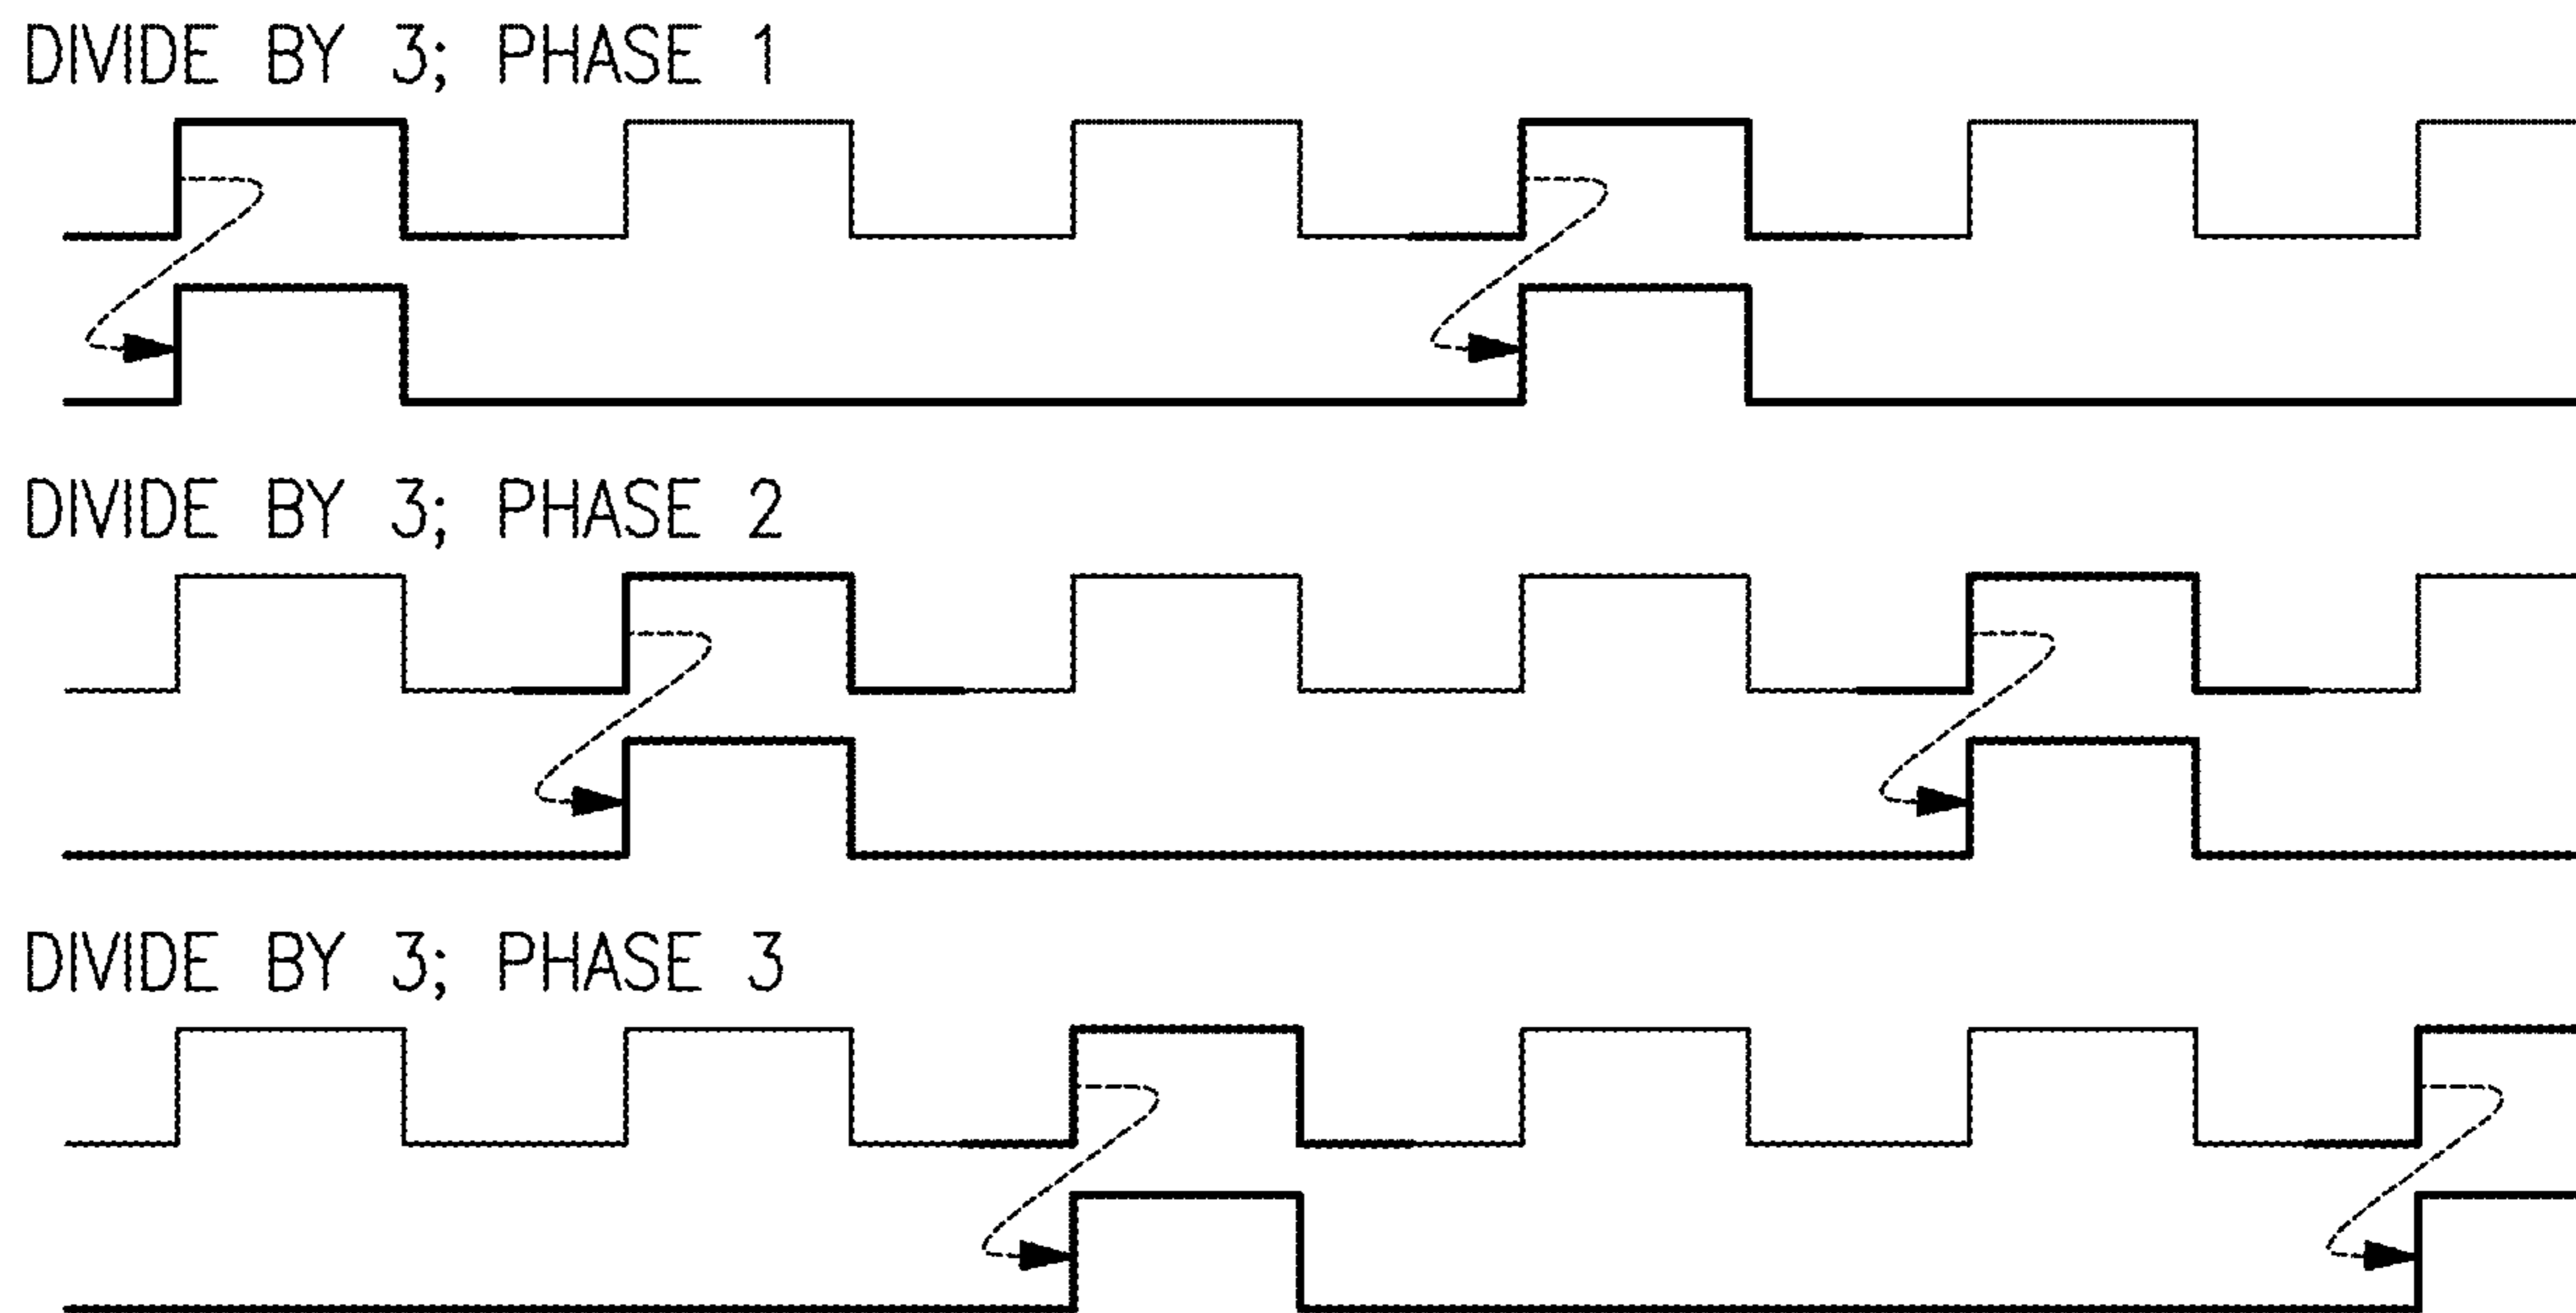 DIVIDE BY 3; PHASE 1
DIVIDE BY 3; PHASE 2
DIVIDE BY 3; PHASE 3